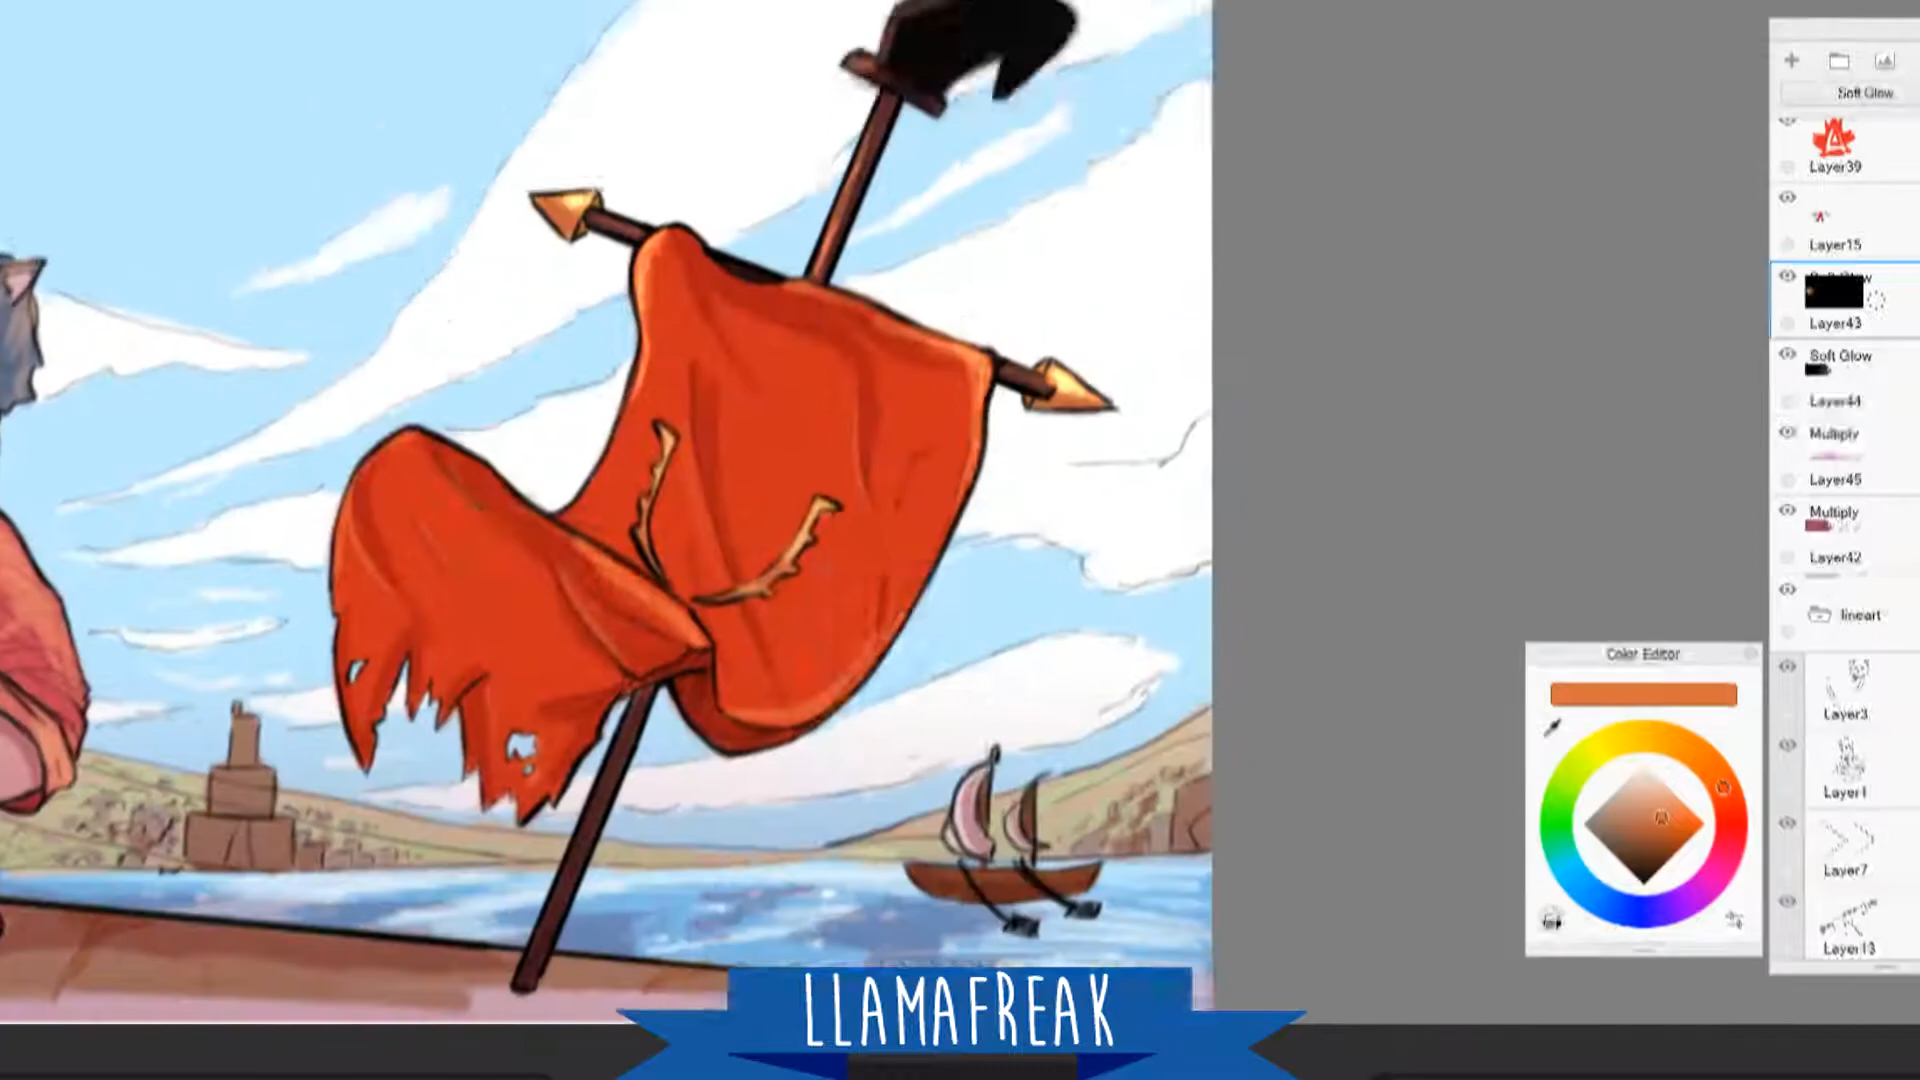 Soft Glow
Layer39
Layer15
Layer43
Soft Glow
Layer44
Multiply
Layer45
Multiply
Layer42
lineart
Color Editor
Layer3
Layer1
Layer7
Layer13
LLAMAFREAK